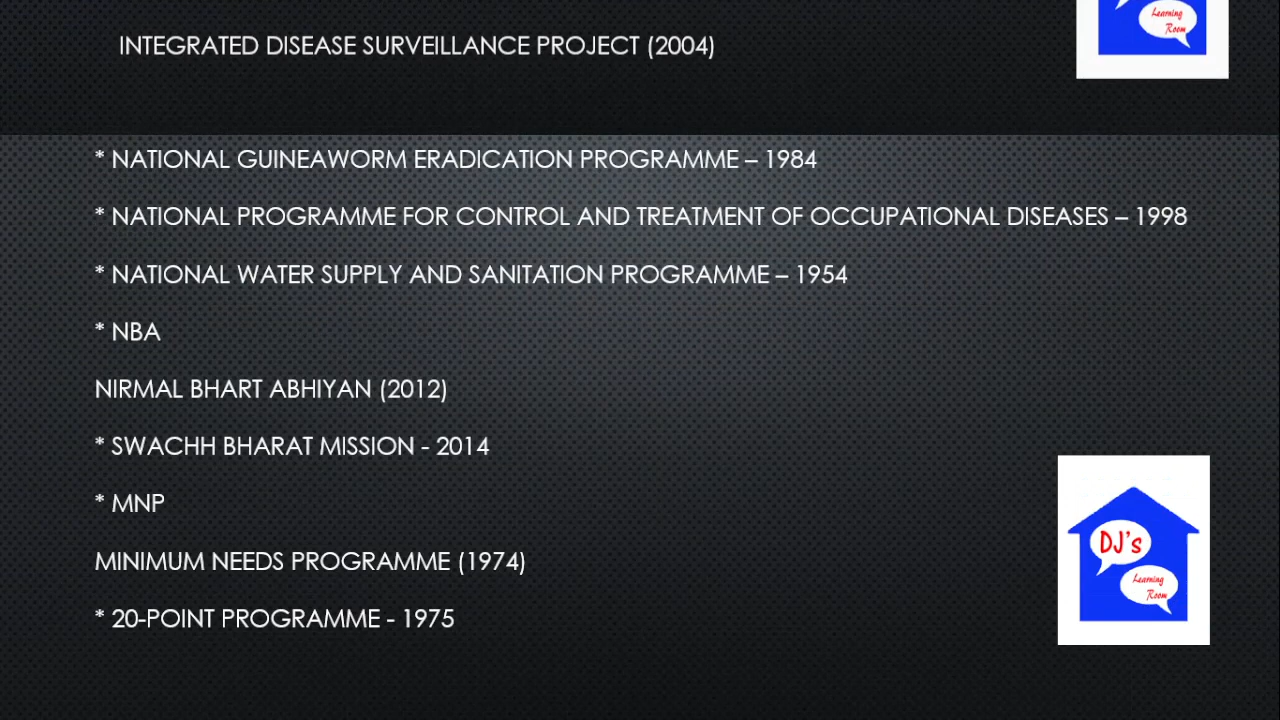 Learning
Room
INTEGRATED DISEASE SURVEILLANCE PROJECT (2004)
* NATIONAL GUINEAWORM ERADICATION PROGRAMME – 1984
* NATIONAL PROGRAMME FOR CONTROL AND TREATMENT OF OCCUPATIONAL DISEASES – 1998
* NATIONAL WATER SUPPLY AND SANITATION PROGRAMME – 1954
* NBA
NIRMAL BHART ABHIYAN (2012)
* SWACHH BHARAT MISSION - 2014
* MNP
MINIMUM NEEDS PROGRAMME (1974)
* 20-POINT PROGRAMME - 1975
DJ's
Learning
Room